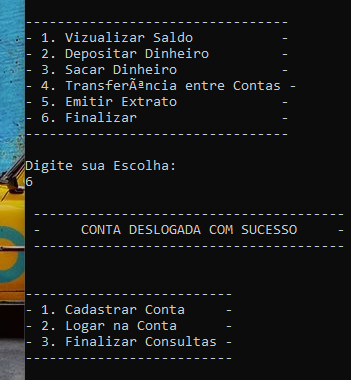 ---------------------------------
- 1. Vizualizar Saldo           -
- 2. Depositar Dinheiro         -
- 3. Sacar Dinheiro             -
- 4. TransferÃªncia entre Contas -
- 5. Emitir Extrato             -
- 6. Finalizar                  -
---------------------------------
Digite sua Escolha:
6
---------------------------------------
-     CONTA DESLOGADA COM SUCESSO     -
---------------------------------------
--------------------------
- 1. Cadastrar Conta     -
- 2. Logar na Conta      -
- 3. Finalizar Consultas -
--------------------------